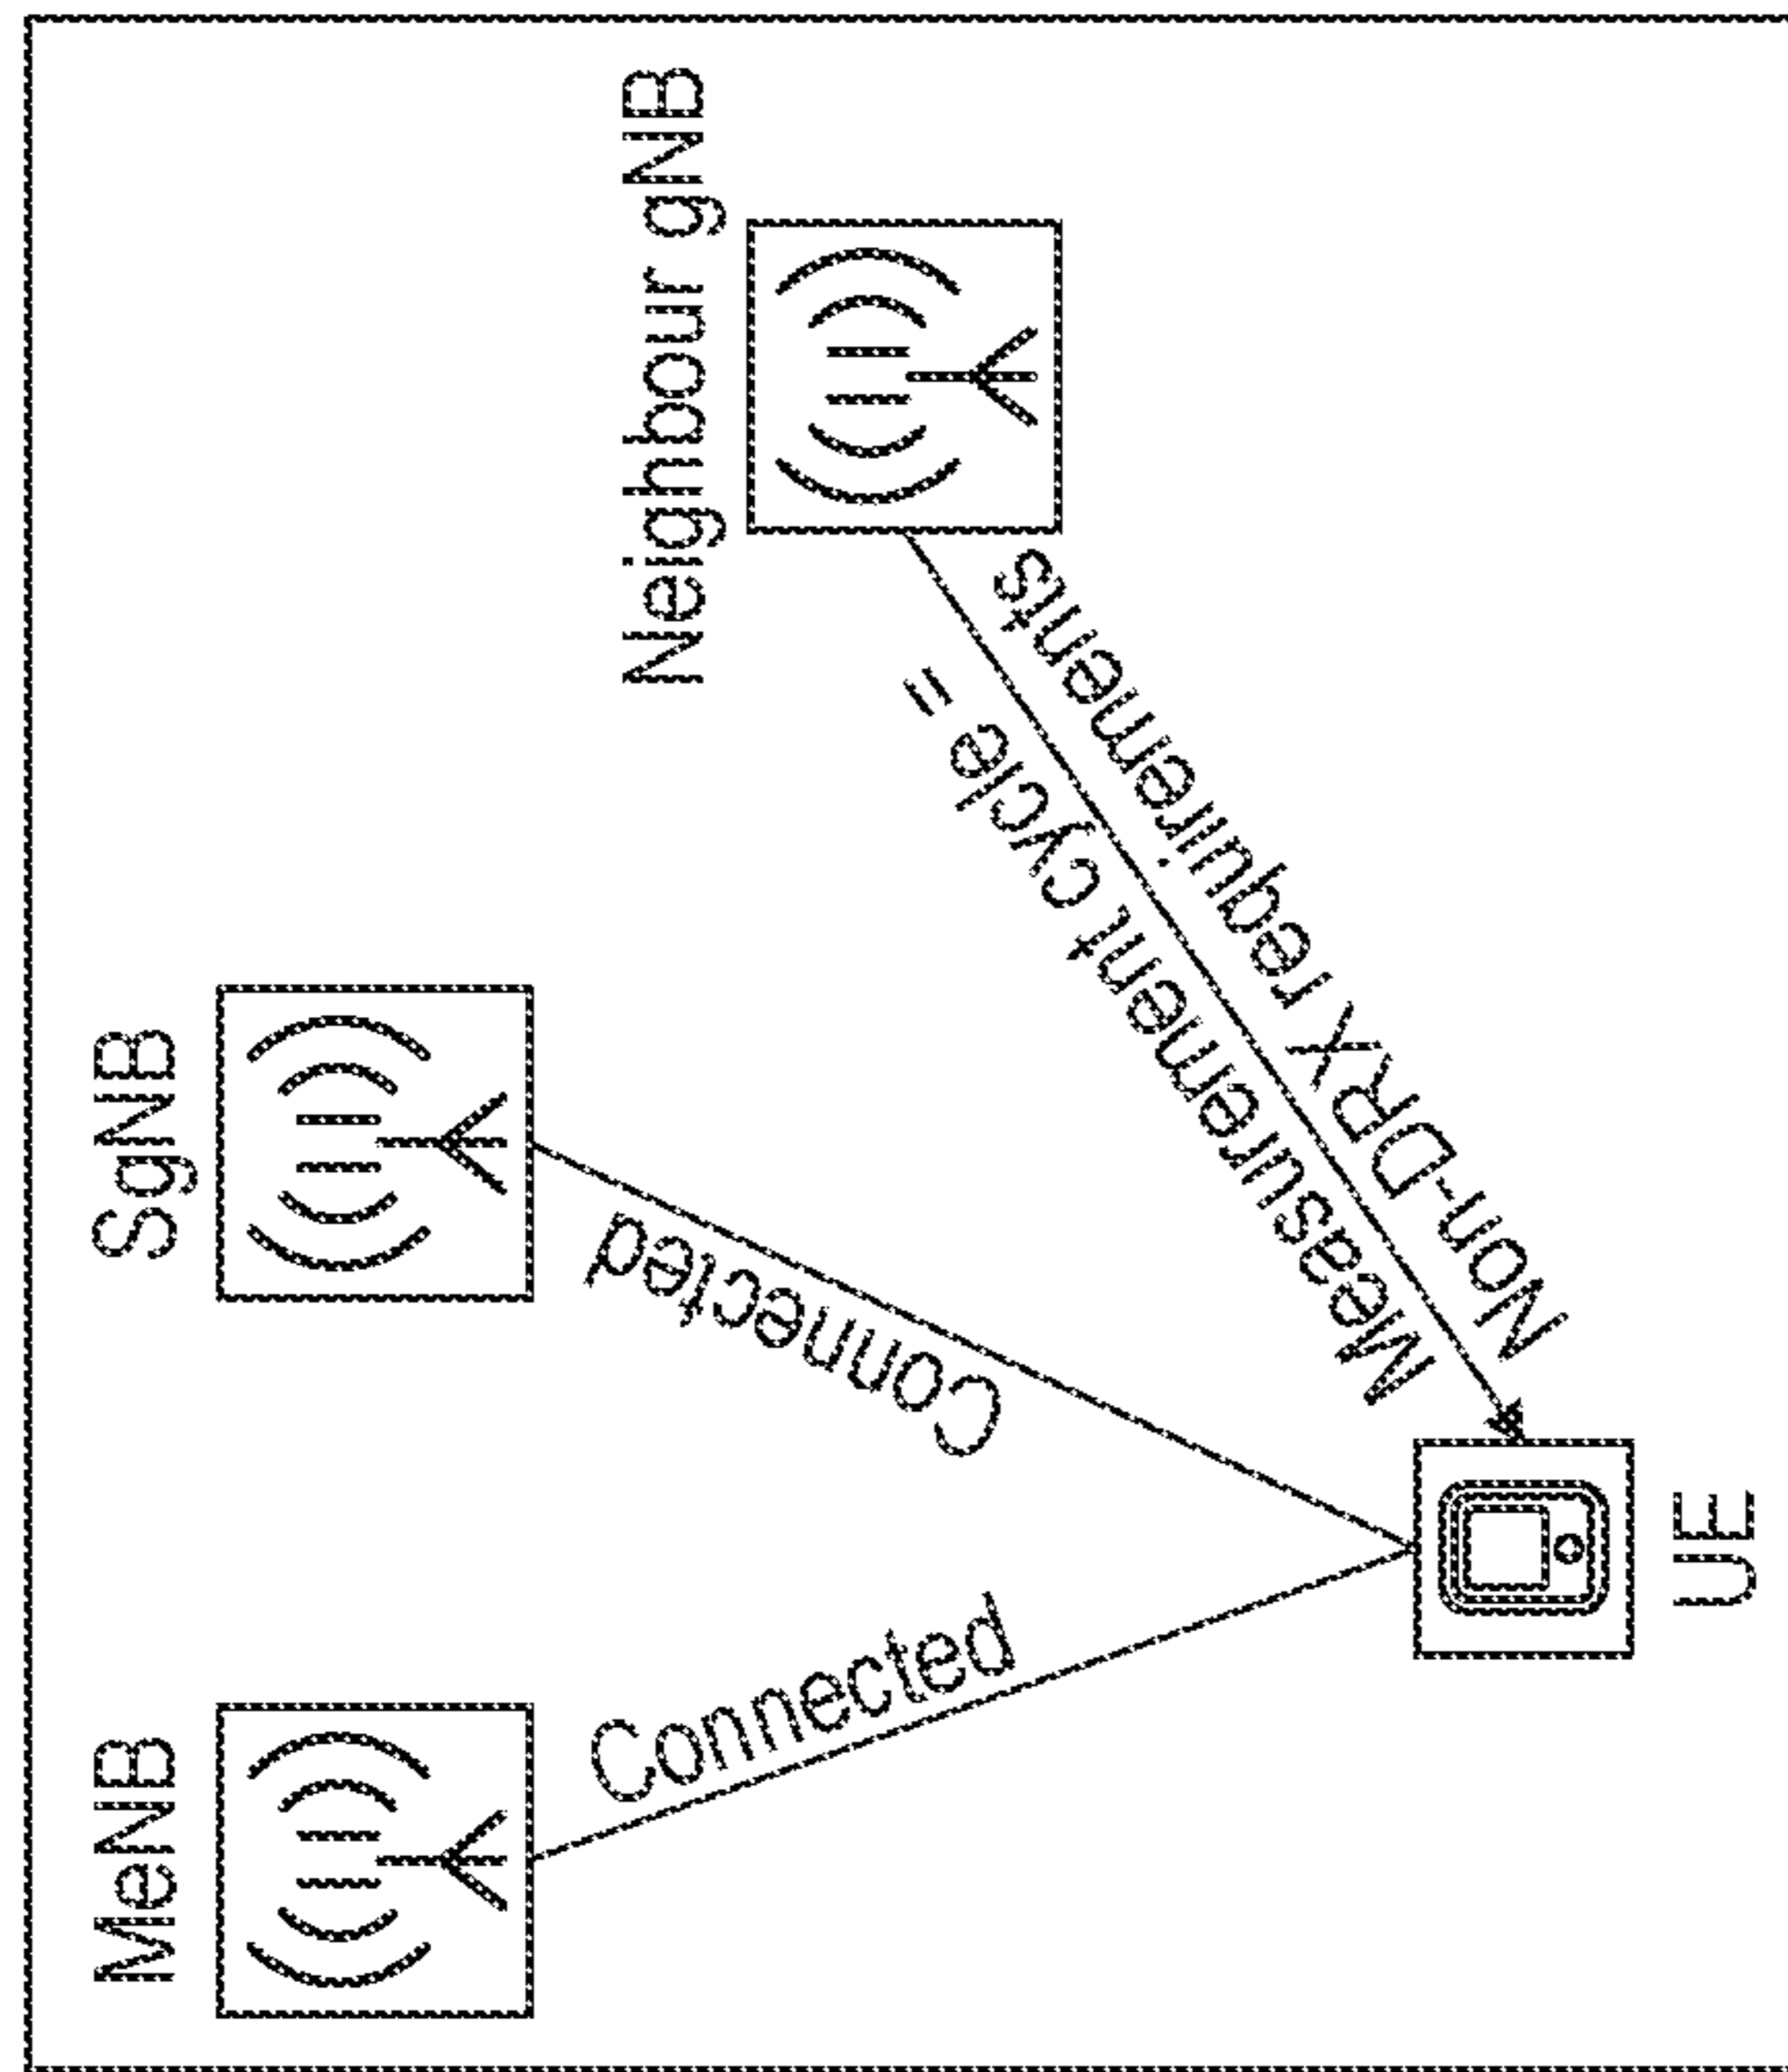 MeNB
SgNB
Neighbour gNB
Connected
Connected
Measurement cycle =
Non-DRX requirements
UE